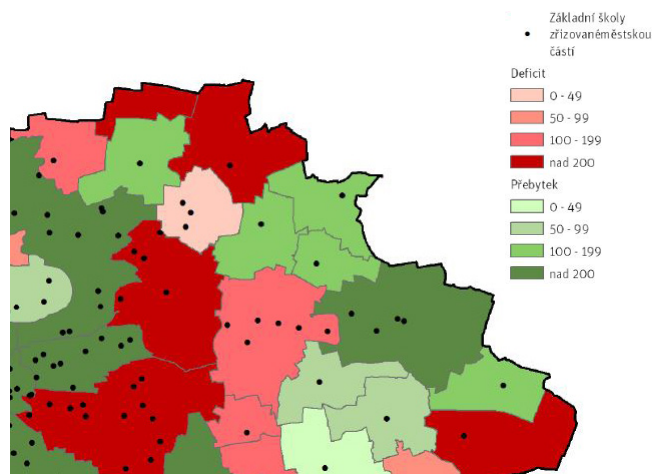 Základní školy
zřizovaneměstskou
částí
Deficit
0 - 49
50 - 99
100 - 199
nad 200
Přebytek
0 - 49
50 - 99
100 - 199
nad 200